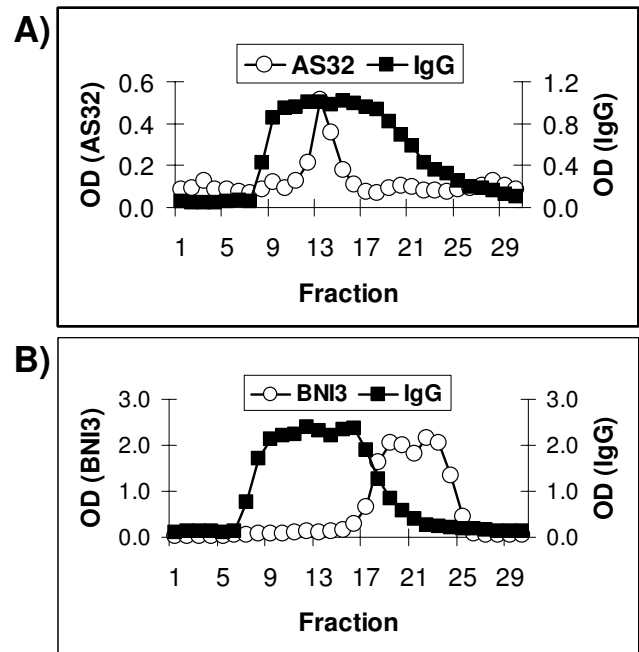 A)
AS32 IgG
OD (AS32)
0.6
0.4
0.2
0.0
1.2
0.8
0.4
0.0
OD (IgG)
1 5 9 13 17 21 25 29
Fraction
B)
BNI3 IgG
OD (BNI3)
3.0
2.0
1.0
0.0
3.0
2.0
1.0
0.0
OD (IgG)
1 5 9 13 17 21 25 29
Fraction